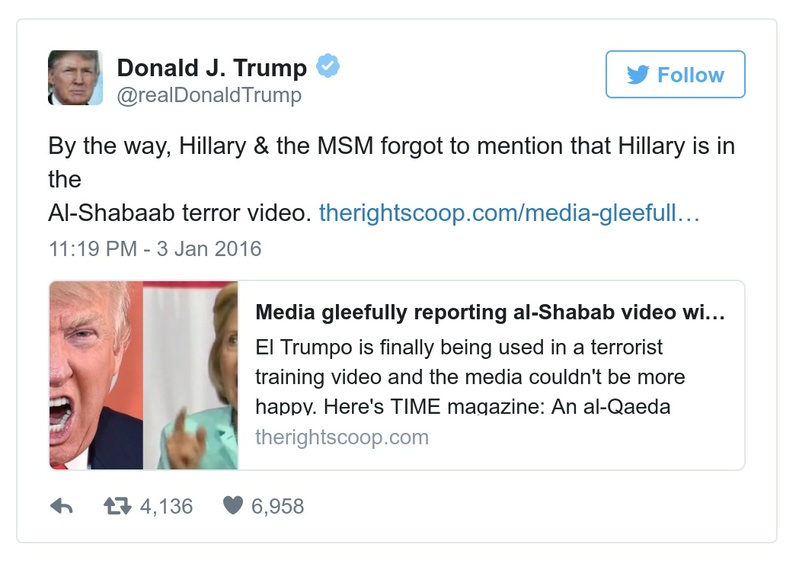 Donald J. Trump
@realDonaldTrump
Follow
By the way, Hillary & the MSM forgot to mention that Hillary is in
the
Al-Shabaab terror video. therightscoop.com/media-gleefull…
11:19 PM - 3 Jan 2016
Media gleefully reporting al-Shabab video wi…
El Trumpo is finally being used in a terrorist
training video and the media couldn't be more
happy. Here's TIME magazine: An al-Qaeda
therightscoop.com
4,136 6,958